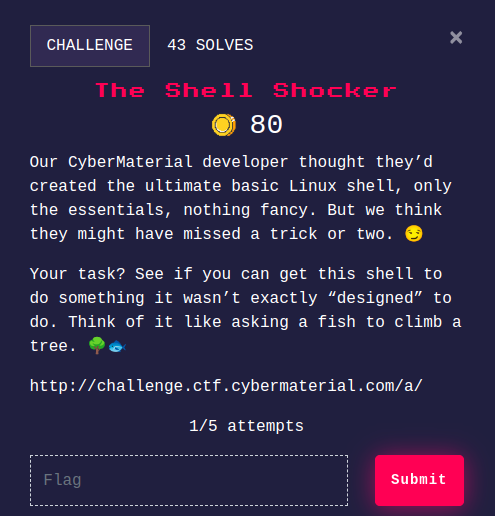 CHALLENGE 43 SOLVES ×
The Shell Shocker
80
Our CyberMaterial developer thought they’d
created the ultimate basic Linux shell, only
the essentials, nothing fancy. But we think
they might have missed a trick or two. 😏
Your task? See if you can get this shell to
do something it wasn’t exactly “designed” to
do. Think of it like asking a fish to climb a
tree. 🌳🐟
http://challenge.ctf.cybermaterial.com/a/
1/5 attempts
Flag Submit